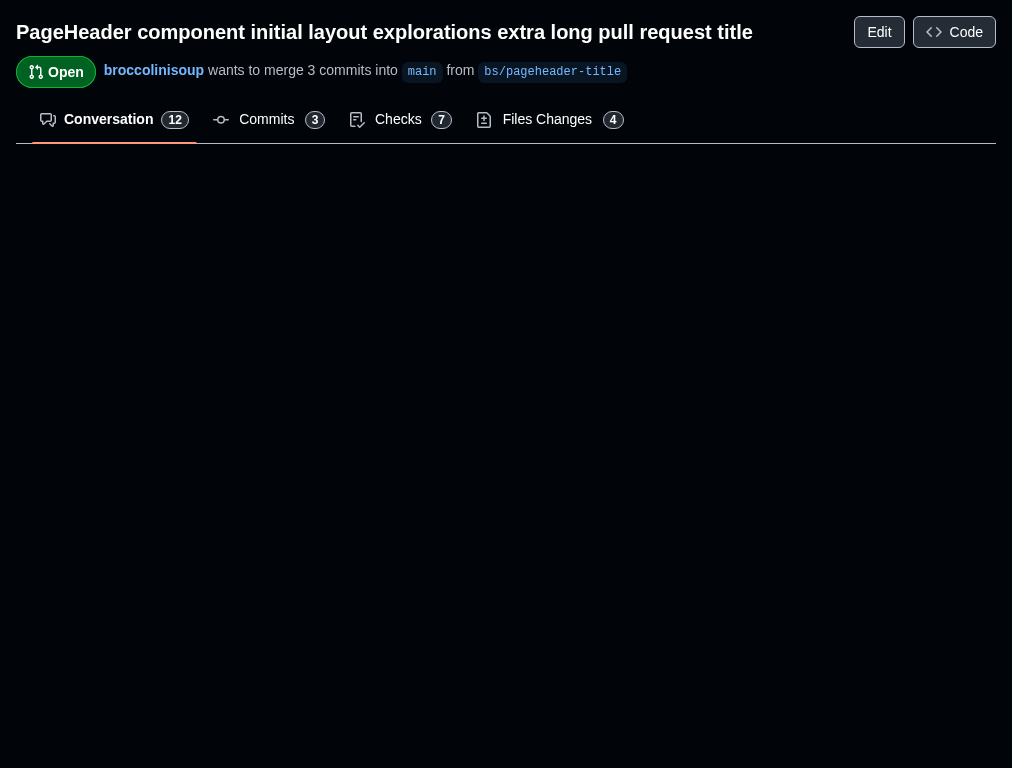 PageHeader component initial layout explorations extra long pull request title Edit Code
Open broccolinisoup wants to merge 3 commits into main from bs/pageheader-title
Conversation 12 Commits 3 Checks 7 Files Changes 4